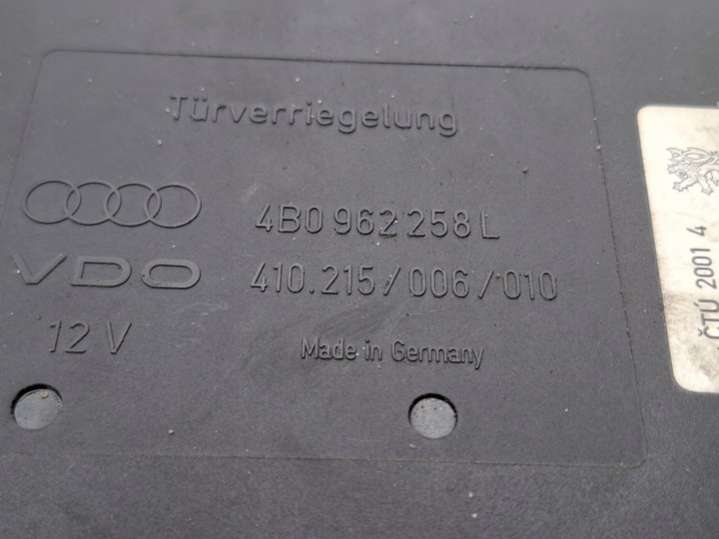 Türverriegelung
4B0 962 258 L
VDO
410.215/006/010
12 V
Made in Germany
ČTÚ 2001 4